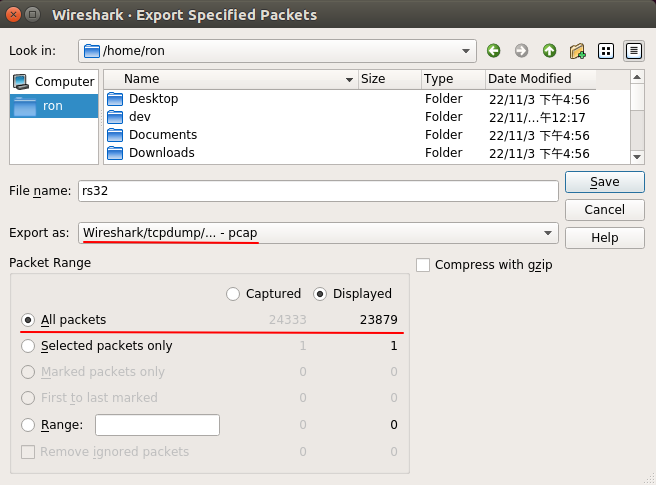 Wireshark · Export Specified Packets
Look in: /home/ron
Computer
ron
Name Size Type Date Modified
Desktop Folder 22/11/3 下午4:56
dev Folder 22/11/...午12:17
Documents Folder 22/11/3 下午4:56
Downloads Folder 22/11/3 下午4:56
File name: rs32 Save
Cancel
Export as: Wireshark/tcpdump/... - pcap Help
Packet Range Compress with gzip
Captured Displayed
All packets 24333 23879
Selected packets only 1 1
Marked packets only 0 0
First to last marked 0 0
Range: 0 0
Remove ignored packets 0 0